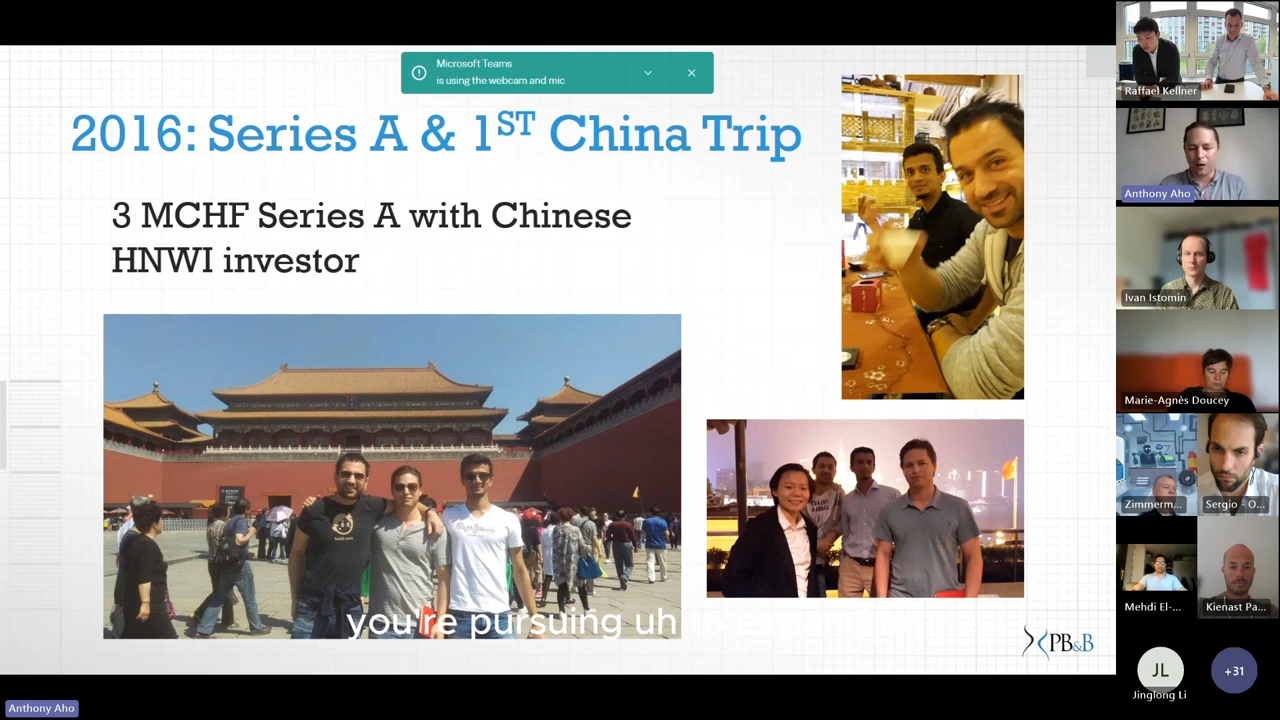 Microsoft Teams
is using the webcam and mic
2016: Series A & 1ST China Trip
3 MCHF Series A with Chinese
HNWI investor
you're pursuing uh to
PB&B
Anthony Aho
Raffael Kellner
Anthony Aho
Ivan Istomin
Marie-Agnès Doucey
Zimmerm...
Sergio - O...
Mehdi El-...
Kienast Pa...
JL
Jinglong Li
+31